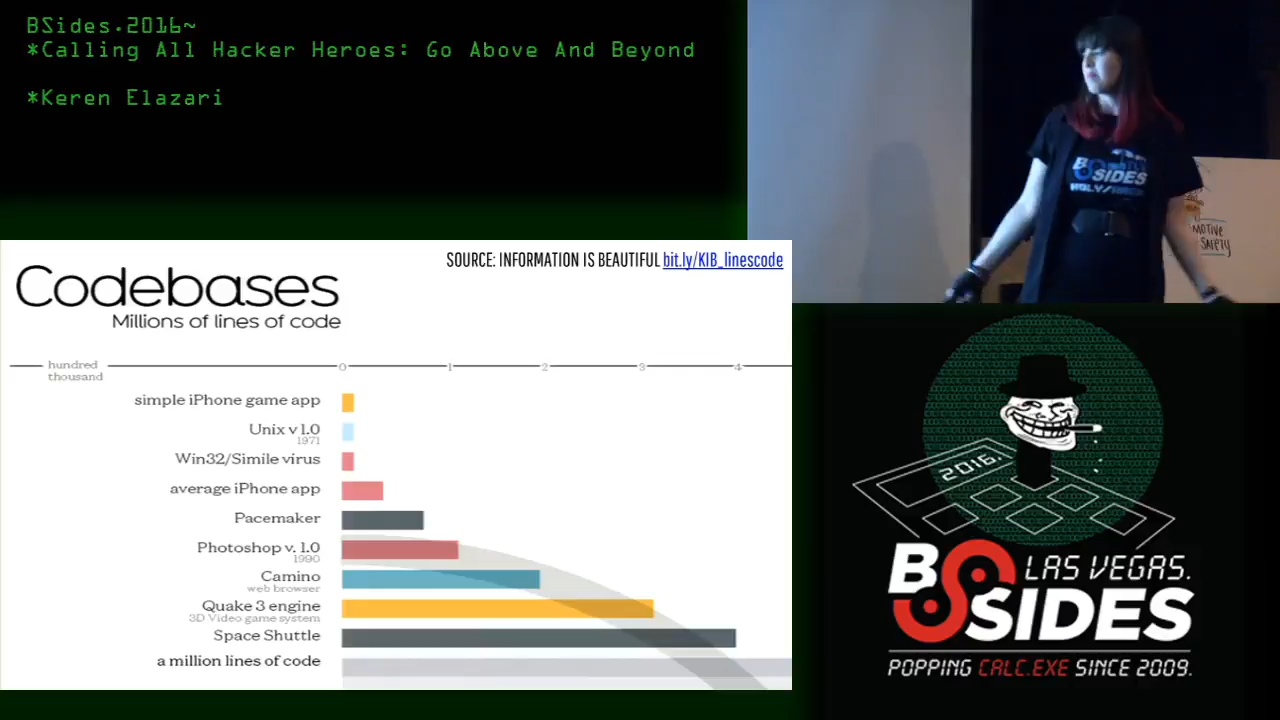 BSides.2016~
*Calling All Hacker Heroes: Go Above And Beyond
*Keren Elazari
BSIDES
MOTIVE
SAFETY
SOURCE: INFORMATION IS BEAUTIFUL bit.ly/KIB_linescode
Codebases
Millions of lines of code
hundred
thousand
0 1 2 3 4
simple iPhone game app
Unix v 1.0
1971
Win32/Simile virus
average iPhone app
Pacemaker
Photoshop v. 1.0
1990
Camino
web browser
Quake 3 engine
3D Video game system
Space Shuttle
a million lines of code
2016.
BSIDES LAS VEGAS.
POPPING CALC.EXE SINCE 2009.